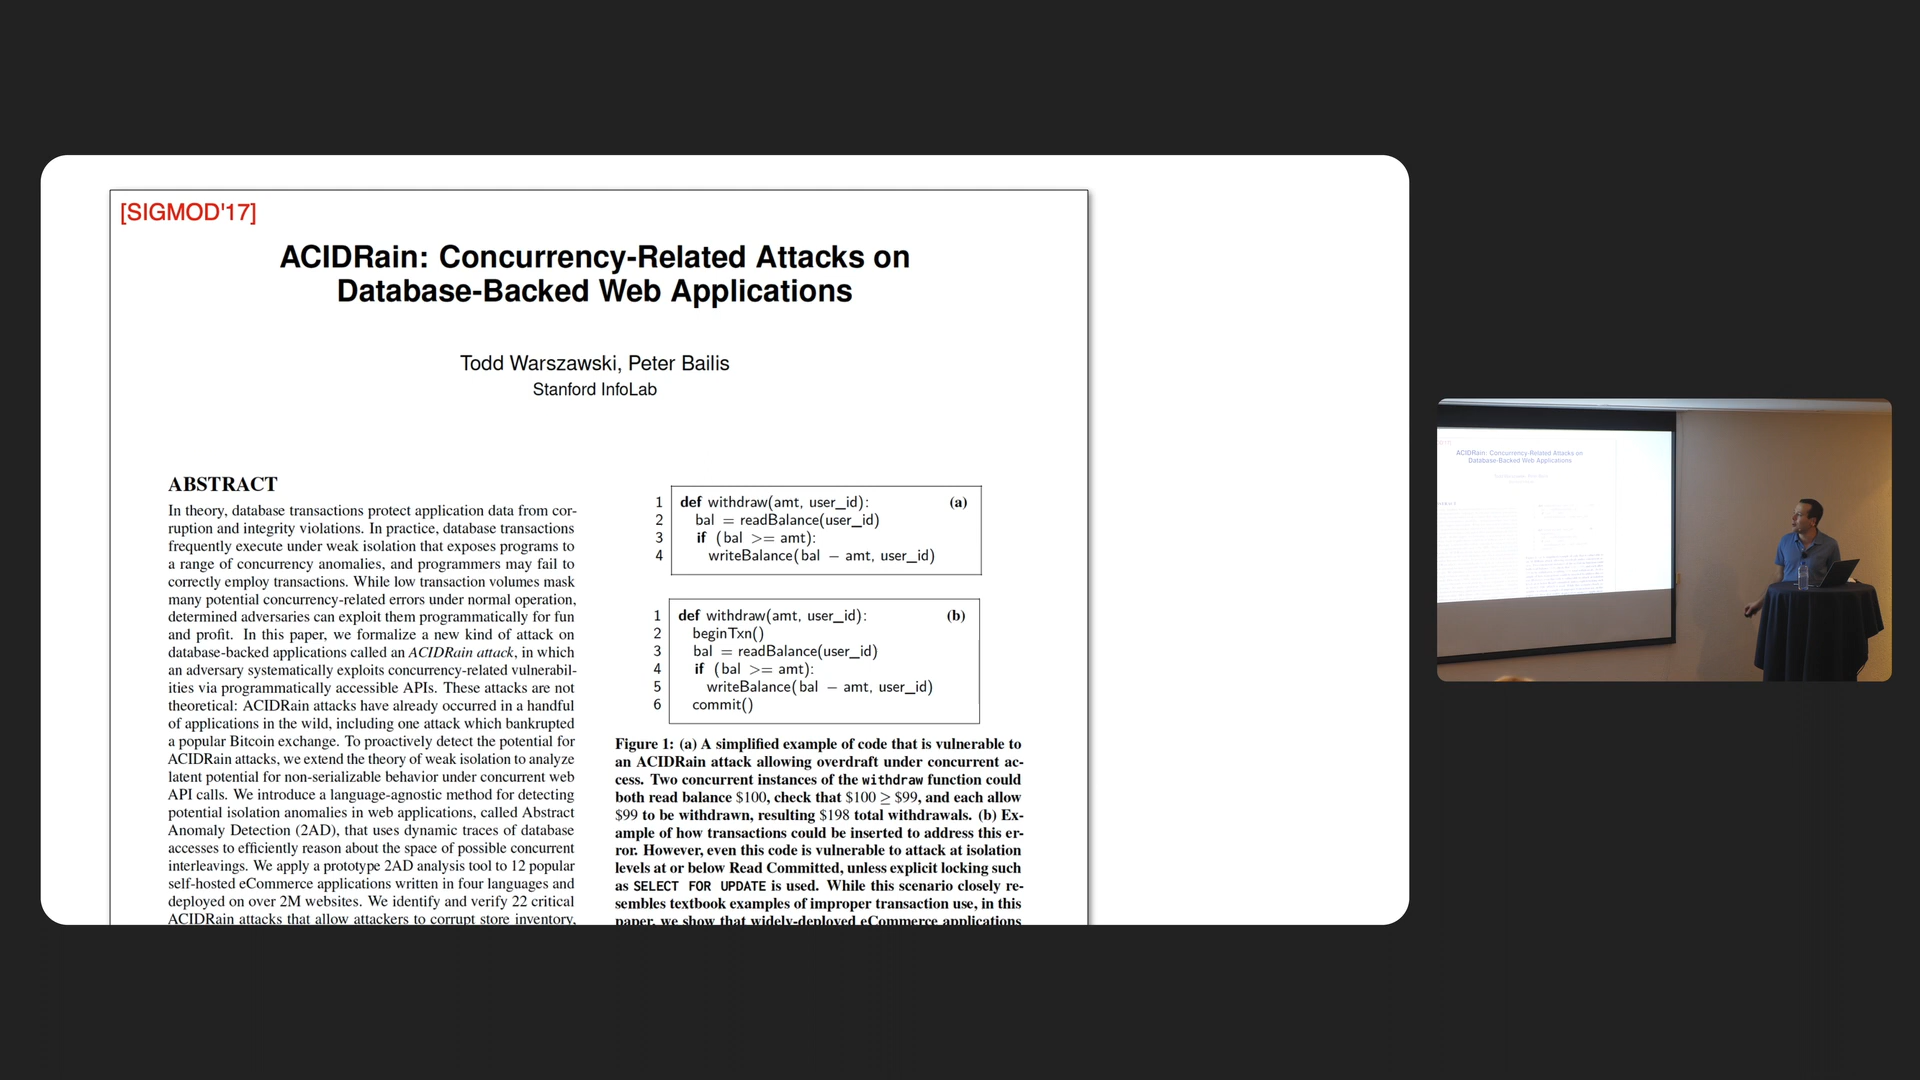 [SIGMOD'17]
ACIDRain: Concurrency-Related Attacks on
Database-Backed Web Applications
Todd Warszawski, Peter Bailis
Stanford InfoLab
ABSTRACT
In theory, database transactions protect application data from cor-
ruption and integrity violations. In practice, database transactions
frequently execute under weak isolation that exposes programs to
a range of concurrency anomalies, and programmers may fail to
correctly employ transactions. While low transaction volumes mask
many potential concurrency-related errors under normal operation,
determined adversaries can exploit them programmatically for fun
and profit. In this paper, we formalize a new kind of attack on
database-backed applications called an ACIDRain attack, in which
an adversary systematically exploits concurrency-related vulnerabil-
ities via programmatically accessible APIs. These attacks are not
theoretical: ACIDRain attacks have already occurred in a handful
of applications in the wild, including one attack which bankrupted
a popular Bitcoin exchange. To proactively detect the potential for
ACIDRain attacks, we extend the theory of weak isolation to analyze
latent potential for non-serializable behavior under concurrent web
API calls. We introduce a language-agnostic method for detecting
potential isolation anomalies in web applications, called Abstract
Anomaly Detection (2AD), that uses dynamic traces of database
accesses to efficiently reason about the space of possible concurrent
interleavings. We apply a prototype 2AD analysis tool to 12 popular
self-hosted eCommerce applications written in four languages and
deployed on over 2M websites. We identify and verify 22 critical
ACIDRain attacks that allow attackers to corrupt store inventory,
1 def withdraw(amt, user_id): (a)
2 bal = readBalance(user_id)
3 if (bal >= amt):
4 writeBalance(bal − amt, user_id)
1 def withdraw(amt, user_id): (b)
2 beginTxn()
3 bal = readBalance(user_id)
4 if (bal >= amt):
5 writeBalance(bal − amt, user_id)
6 commit()
Figure 1: (a) A simplified example of code that is vulnerable to
an ACIDRain attack allowing overdraft under concurrent ac-
cess. Two concurrent instances of the withdraw function could
both read balance $100, check that $100 ≥ $99, and each allow
$99 to be withdrawn, resulting $198 total withdrawals. (b) Ex-
ample of how transactions could be inserted to address this er-
ror. However, even this code is vulnerable to attack at isolation
levels at or below Read Committed, unless explicit locking such
as SELECT FOR UPDATE is used. While this scenario closely re-
sembles textbook examples of improper transaction use, in this
paper, we show that widely-deployed eCommerce applications
ACIDRain: Concurrency-Related Attacks on
Database-Backed Web Applications